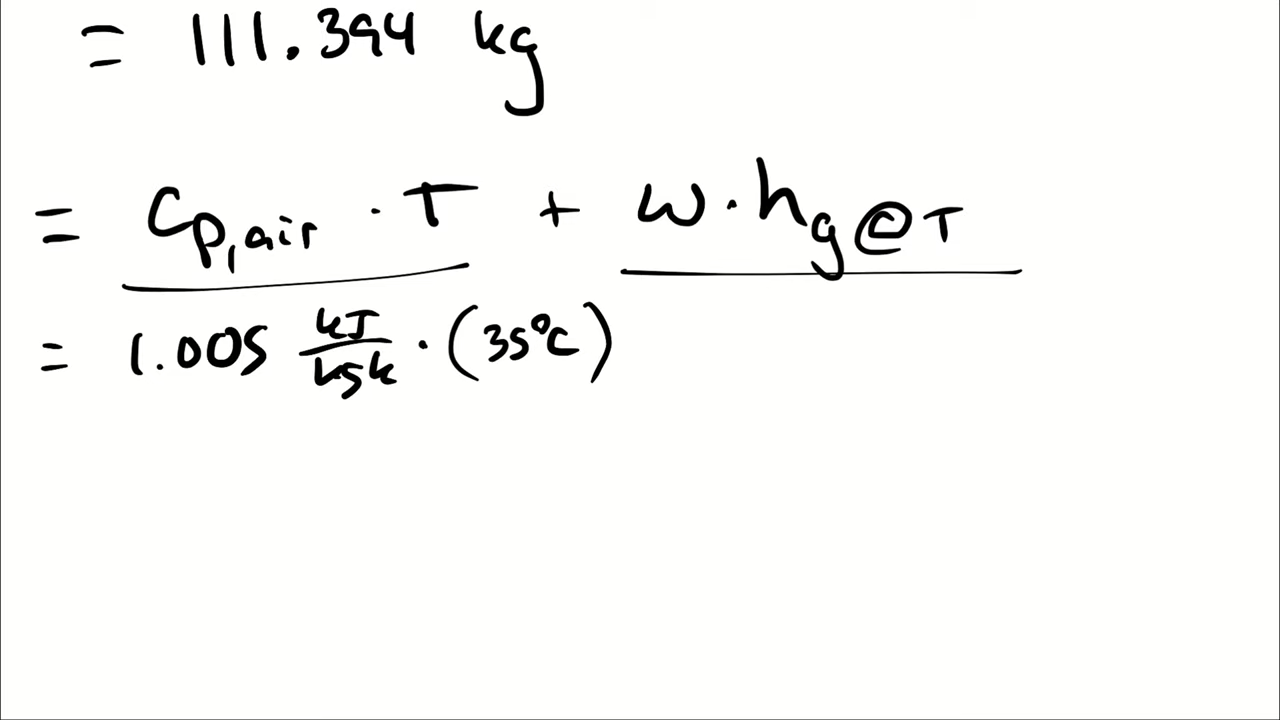 = 111.394 kg
= Cp,air · T + ω · hg@T
= 1.005 kJ/kgK · (35°C)